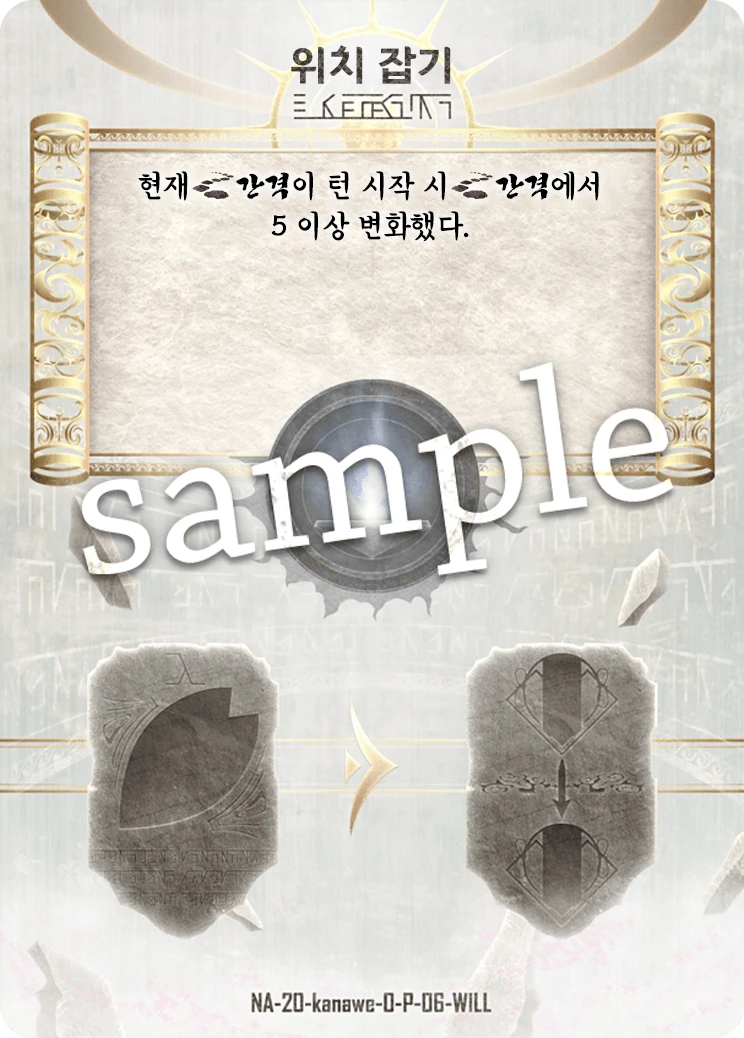 위치 잡기
현재 간격이 턴 시작 시 간격에서
5 이상 변화했다.
sample
NA-20-kanawe-O-P-06-WILL